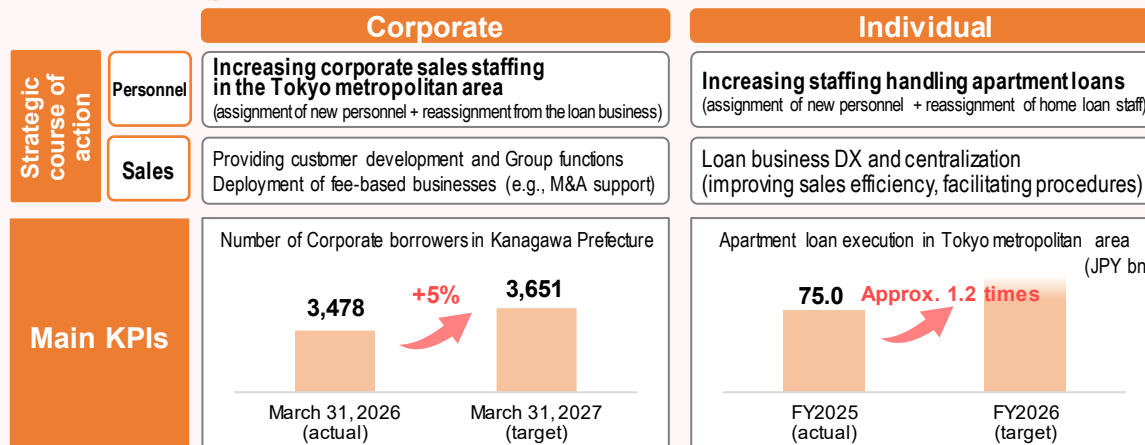 Corporate
Individual
Strategic
course of
action
Personnel
Increasing corporate sales staffing
in the Tokyo metropolitan area
(assignment of new personnel + reassignment from the loan business)
Increasing staffing handling apartment loans
(assignment of new personnel + reassignment of home loan staff)
Sales
Providing customer development and Group functions
Deployment of fee-based businesses (e.g., M&A support)
Loan business DX and centralization
(improving sales efficiency, facilitating procedures)
Main KPIs
Number of Corporate borrowers in Kanagawa Prefecture
3,478
+5%
3,651
March 31, 2026
(actual)
March 31, 2027
(target)
Apartment loan execution in Tokyo metropolitan area
(JPY bn
75.0
Approx. 1.2 times
FY2025
(actual)
FY2026
(target)